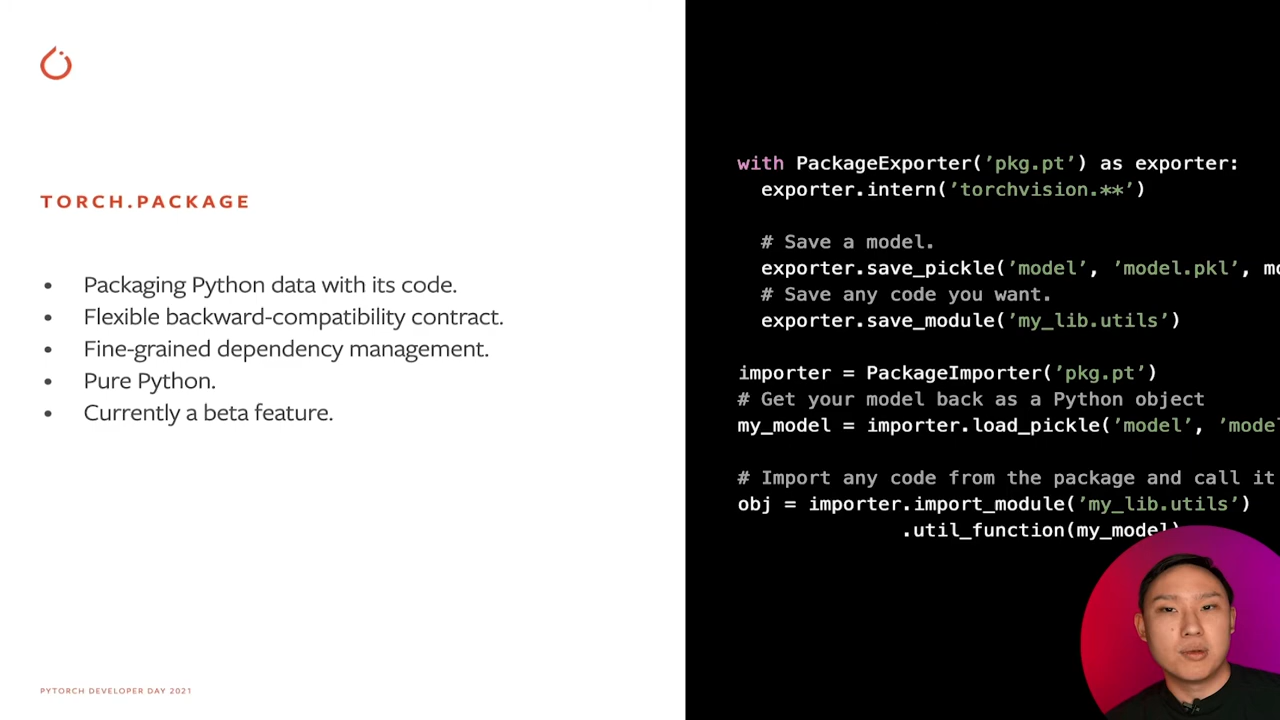 TORCH.PACKAGE
• Packaging Python data with its code.
• Flexible backward-compatibility contract.
• Fine-grained dependency management.
• Pure Python.
• Currently a beta feature.
PYTORCH DEVELOPER DAY 2021
with PackageExporter('pkg.pt') as exporter:
exporter.intern('torchvision.**')
# Save a model.
exporter.save_pickle('model', 'model.pkl', mo
# Save any code you want.
exporter.save_module('my_lib.utils')
importer = PackageImporter('pkg.pt')
# Get your model back as a Python object
my_model = importer.load_pickle('model', 'model
# Import any code from the package and call it
obj = importer.import_module('my_lib.utils')
.util_function(my_model)